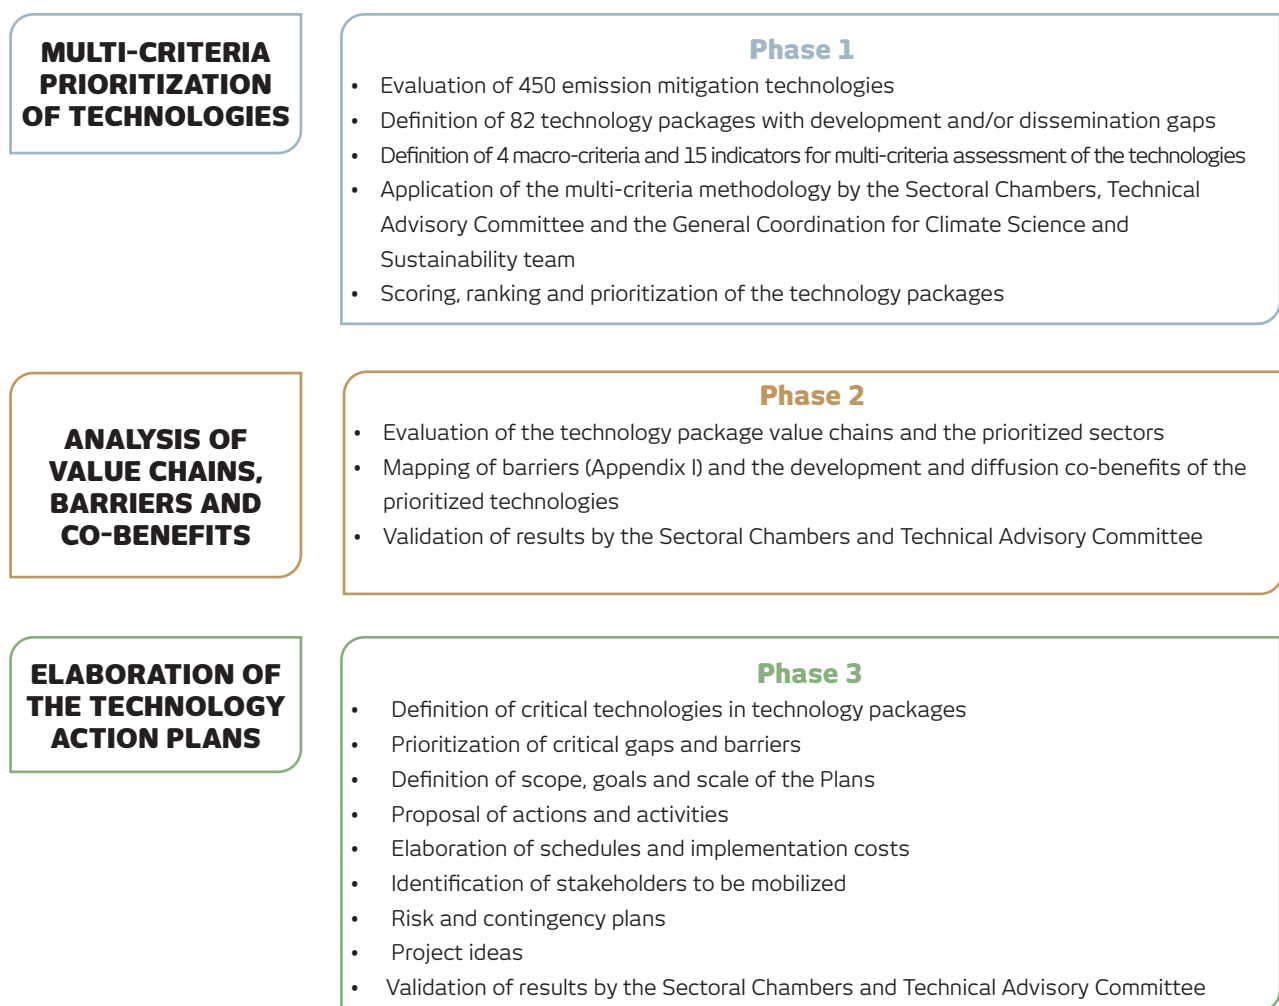 MULTI-CRITERIA
PRIORITIZATION
OF TECHNOLOGIES
Phase 1
• Evaluation of 450 emission mitigation technologies
• Definition of 82 technology packages with development and/or dissemination gaps
• Definition of 4 macro-criteria and 15 indicators for multi-criteria assessment of the technologies
• Application of the multi-criteria methodology by the Sectoral Chambers, Technical
Advisory Committee and the General Coordination for Climate Science and
Sustainability team
• Scoring, ranking and prioritization of the technology packages
ANALYSIS OF
VALUE CHAINS,
BARRIERS AND
CO-BENEFITS
Phase 2
• Evaluation of the technology package value chains and the prioritized sectors
• Mapping of barriers (Appendix I) and the development and diffusion co-benefits of the
prioritized technologies
• Validation of results by the Sectoral Chambers and Technical Advisory Committee
ELABORATION OF
THE TECHNOLOGY
ACTION PLANS
Phase 3
• Definition of critical technologies in technology packages
• Prioritization of critical gaps and barriers
• Definition of scope, goals and scale of the Plans
• Proposal of actions and activities
• Elaboration of schedules and implementation costs
• Identification of stakeholders to be mobilized
• Risk and contingency plans
• Project ideas
• Validation of results by the Sectoral Chambers and Technical Advisory Committee